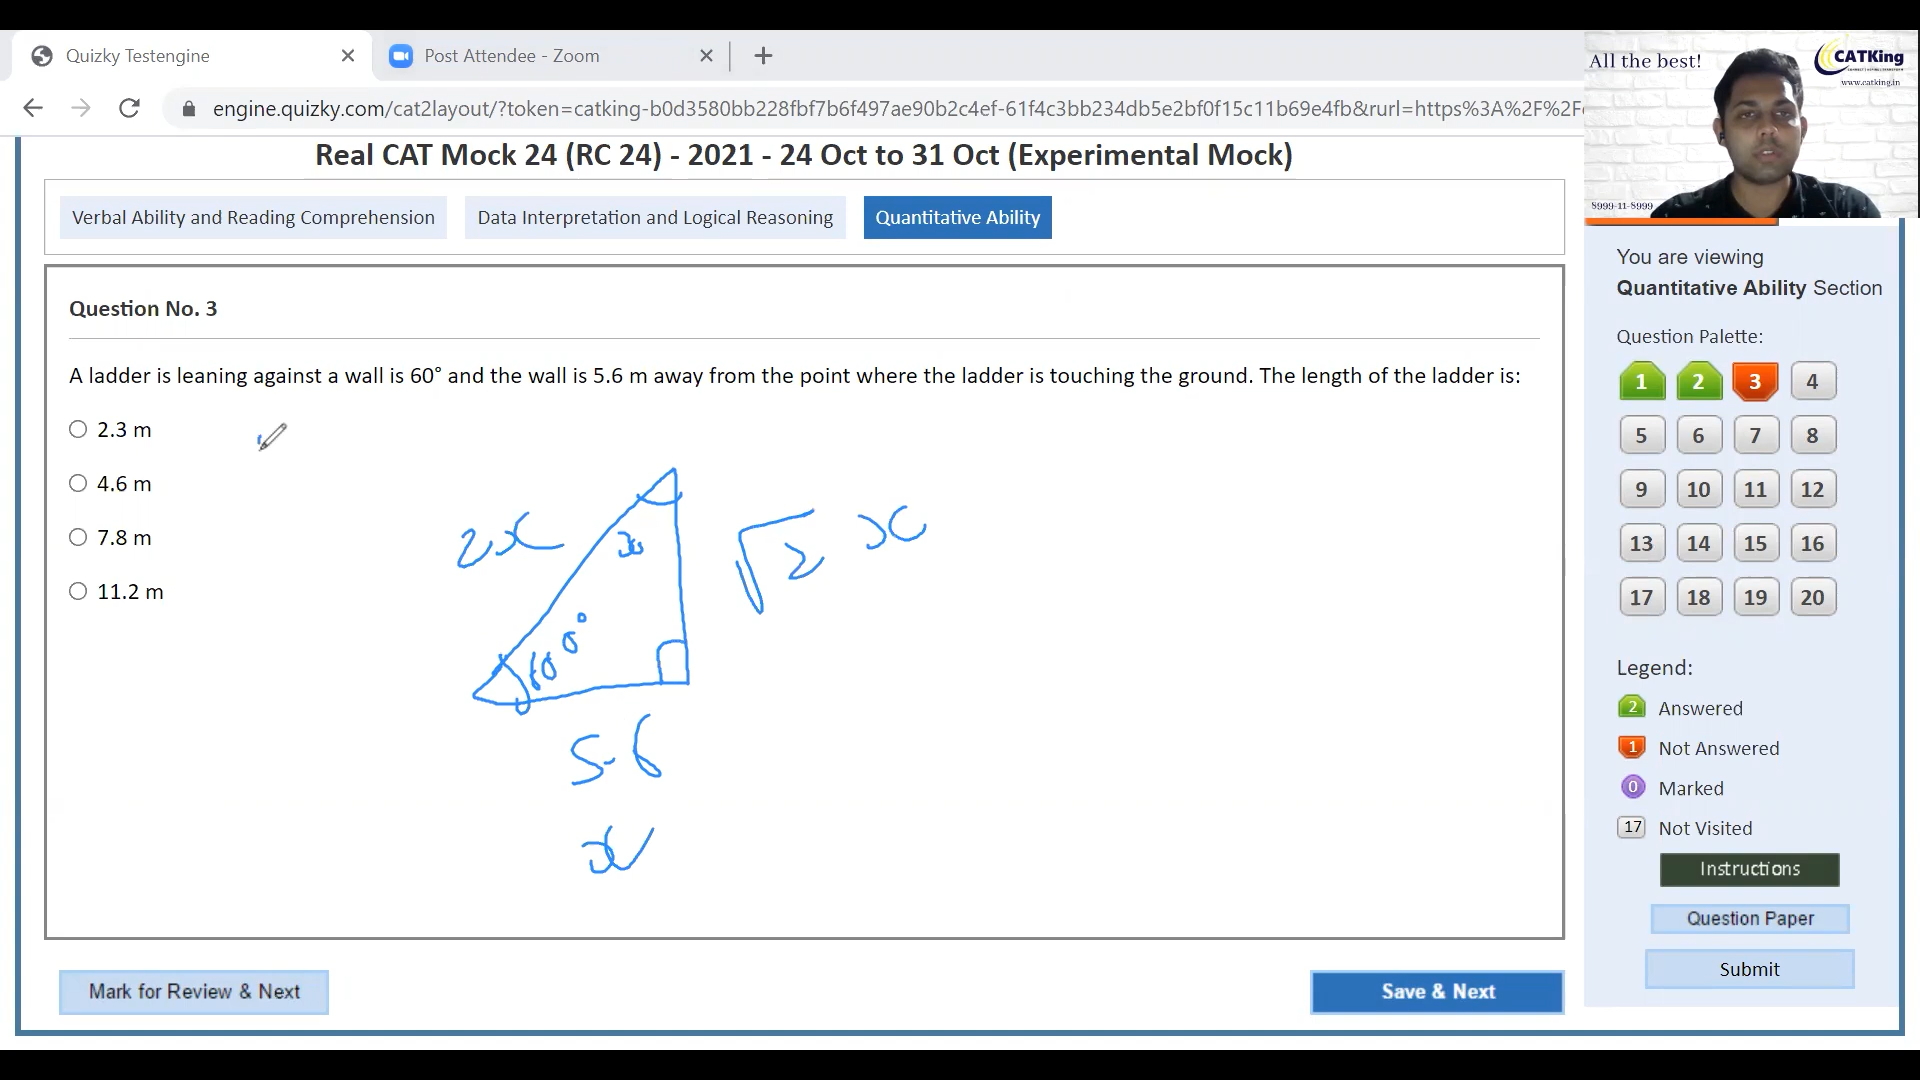 Quizky Testengine
Post Attendee - Zoom
engine.quizky.com/cat2layout/?token=catking-b0d3580bb228fbf7b6f497ae90b2c4ef-61f4c3bb234db5e2bf0f15c11b69e4fb&rurl=https%3A%2F%2F
All the best!
CATKing
www.catking.in
8999-11-8999
Real CAT Mock 24 (RC 24) - 2021 - 24 Oct to 31 Oct (Experimental Mock)
Verbal Ability and Reading Comprehension
Data Interpretation and Logical Reasoning
Quantitative Ability
Question No. 3
A ladder is leaning against a wall is 60° and the wall is 5.6 m away from the point where the ladder is touching the ground. The length of the ladder is:
2.3 m
4.6 m
7.8 m
11.2 m
2x
√2 x
60°
5.6
x
You are viewing
Quantitative Ability Section
Question Palette:
1 2 3 4
5 6 7 8
9 10 11 12
13 14 15 16
17 18 19 20
Legend:
2 Answered
1 Not Answered
0 Marked
17 Not Visited
Instructions
Question Paper
Submit
Mark for Review & Next
Save & Next